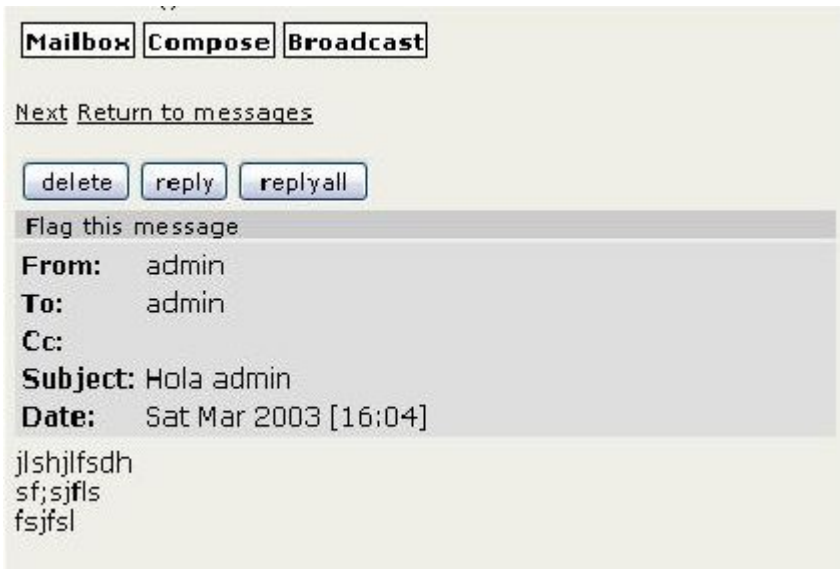 Mailbox Compose Broadcast
Next Return to messages
delete reply replyall
Flag this message
From: admin
To: admin
Cc:
Subject: Hola admin
Date: Sat Mar 2003 [16:04]
jlshjlfsdh
sf;sjfls
fsjfsl